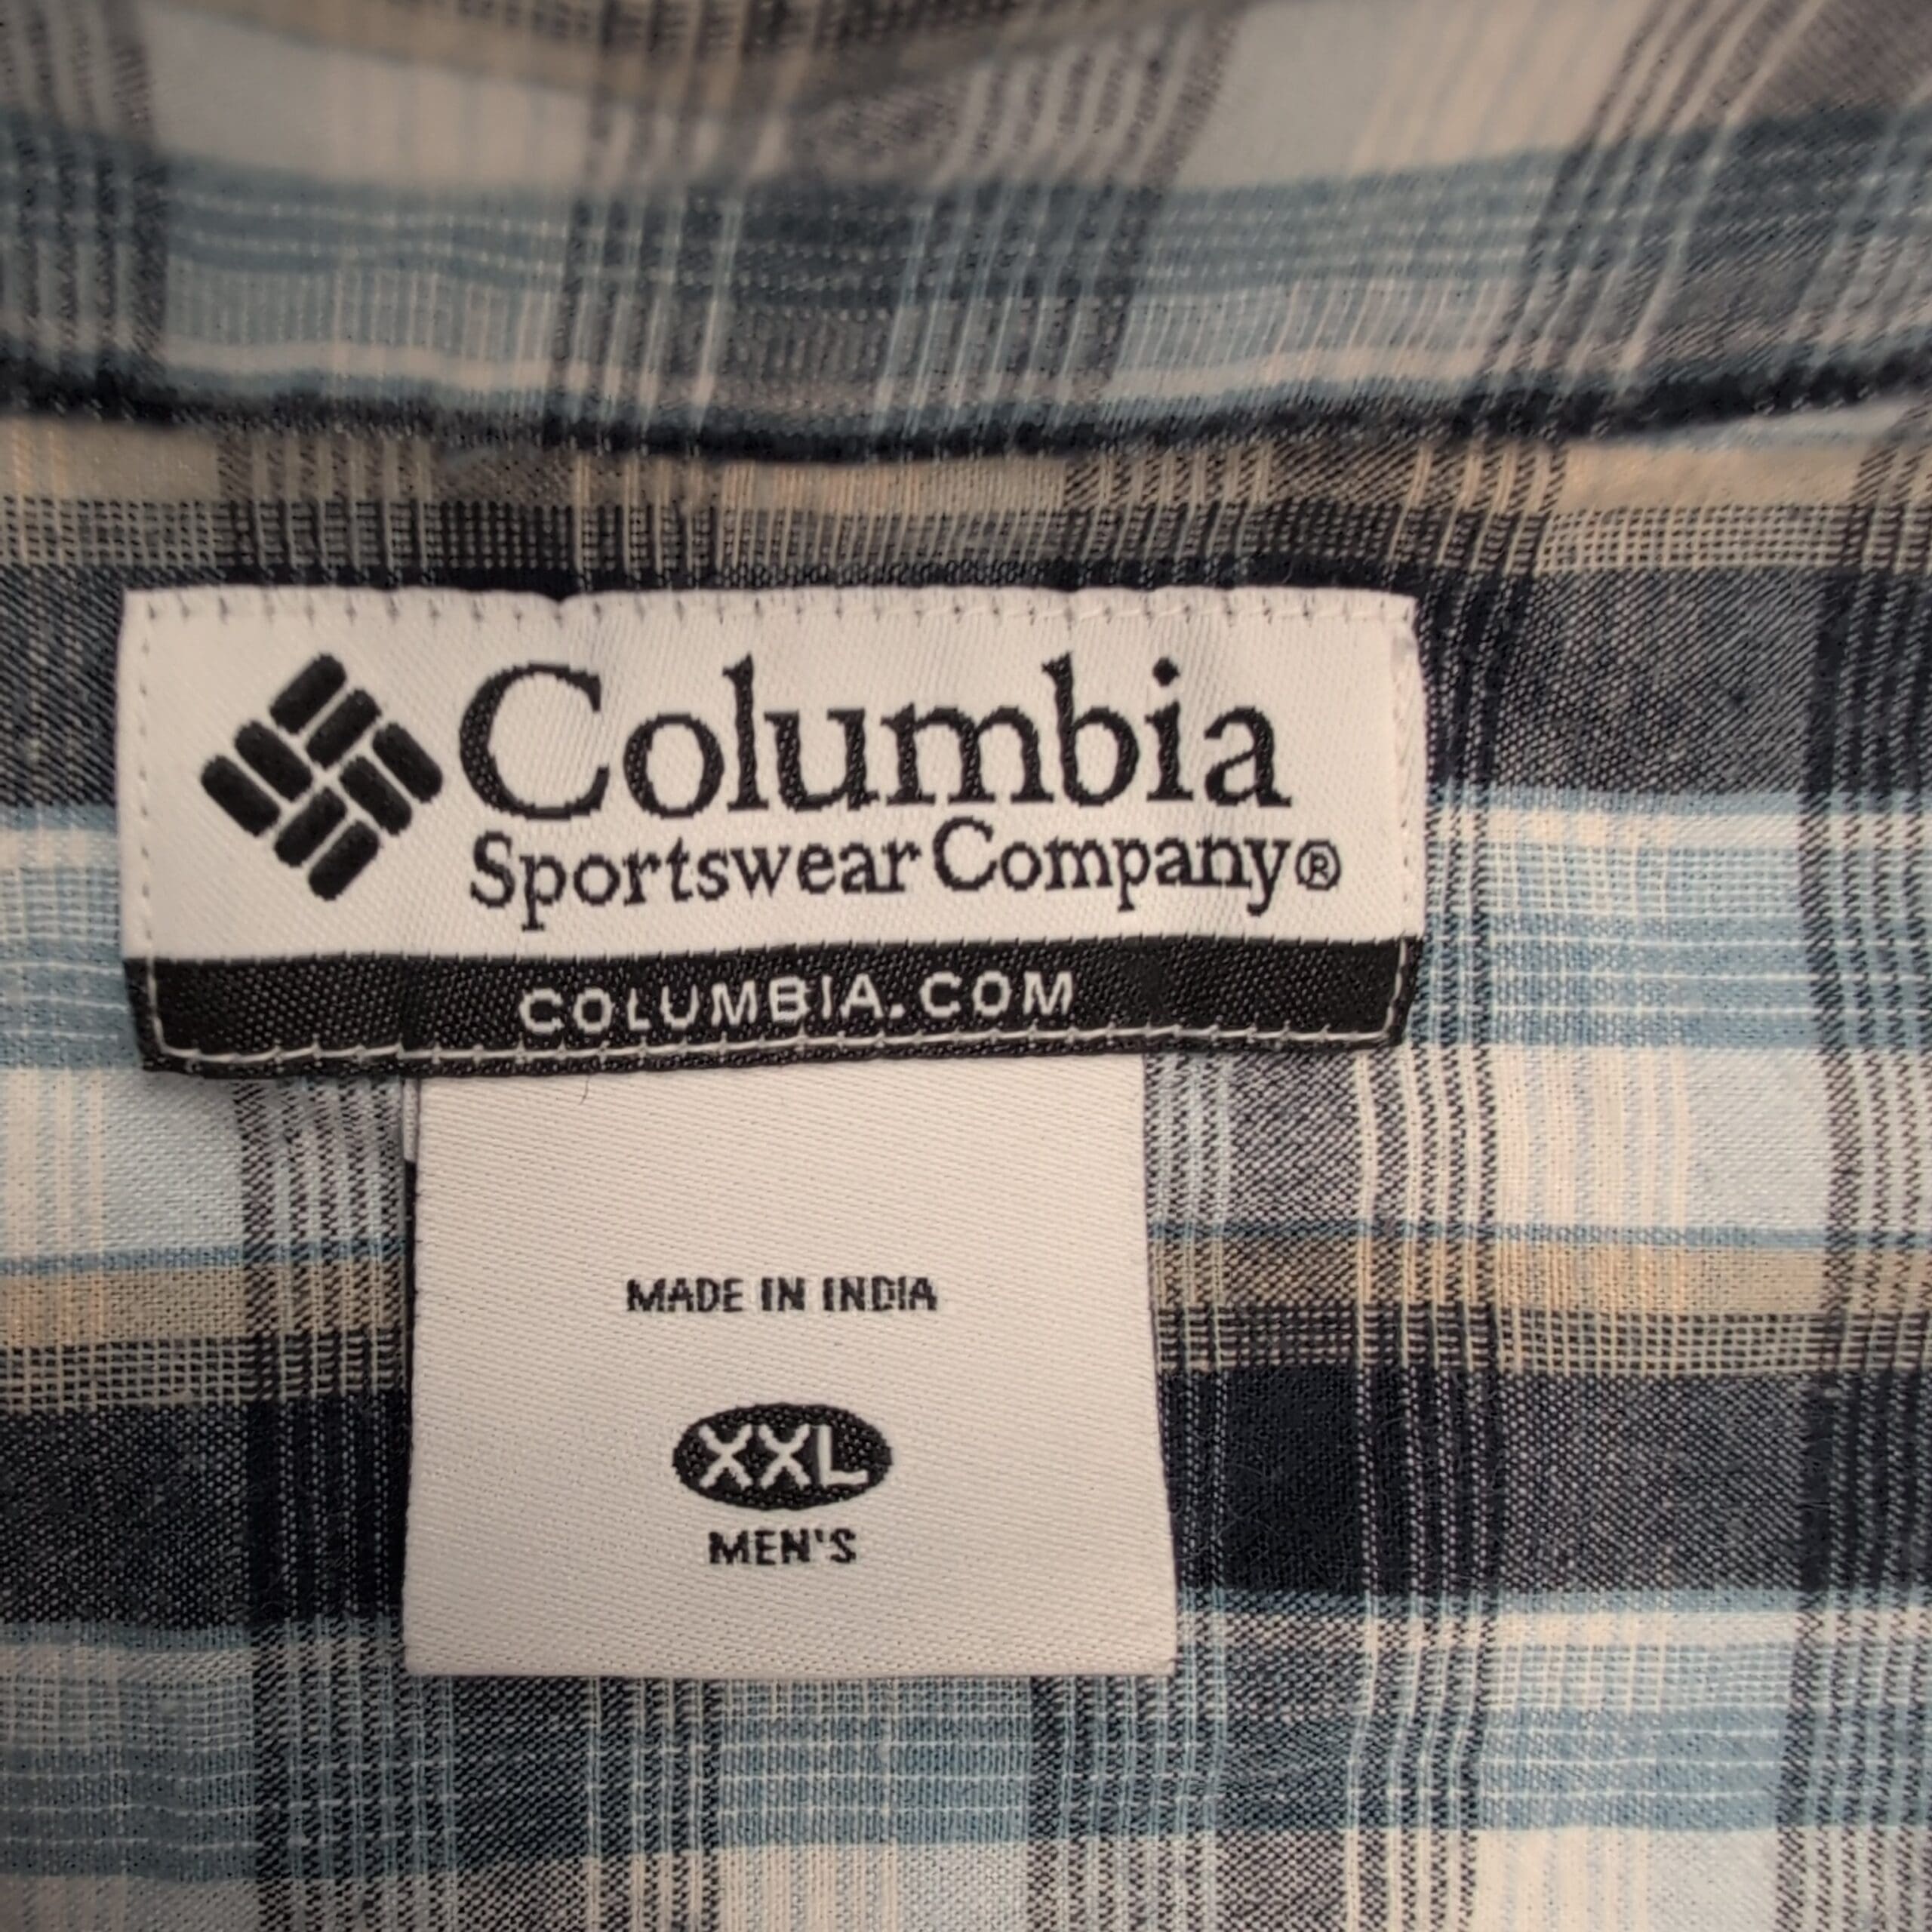 Columbia
Sportswear Company®
COLUMBIA.COM
MADE IN INDIA
XXL
MEN'S